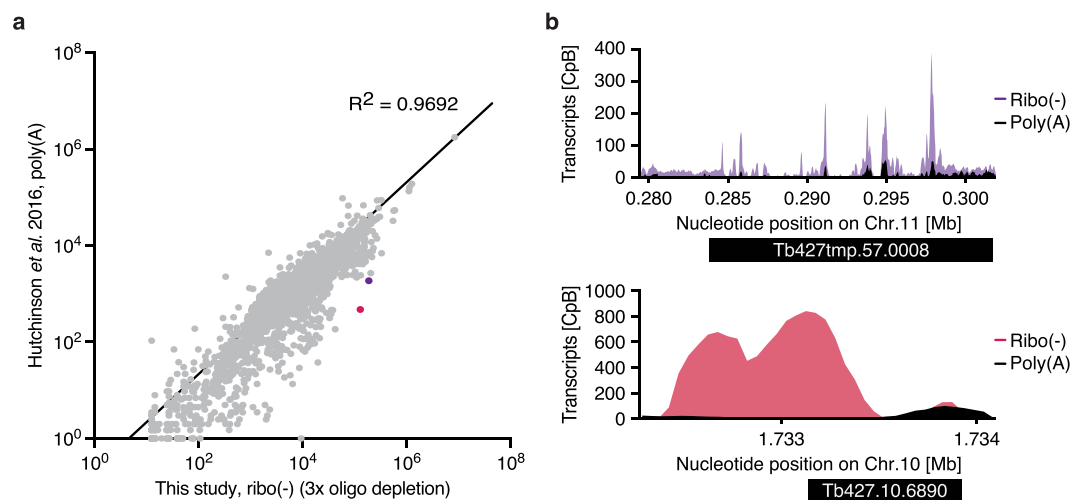 a
Hutchinson et al. 2016, poly(A)
10^8
10^6
10^4
10^2
10^0
R^2 = 0.9692
10^0 10^2 10^4 10^6 10^8
This study, ribo(-) (3x oligo depletion)
b
Transcripts [CpB]
400
300
200
100
0
Ribo(-)
Poly(A)
0.280 0.285 0.290 0.295 0.300
Nucleotide position on Chr.11 [Mb]
Tb427tmp.57.0008
Transcripts [CpB]
1000
800
600
400
200
0
Ribo(-)
Poly(A)
1.733 1.734
Nucleotide position on Chr.10 [Mb]
Tb427.10.6890